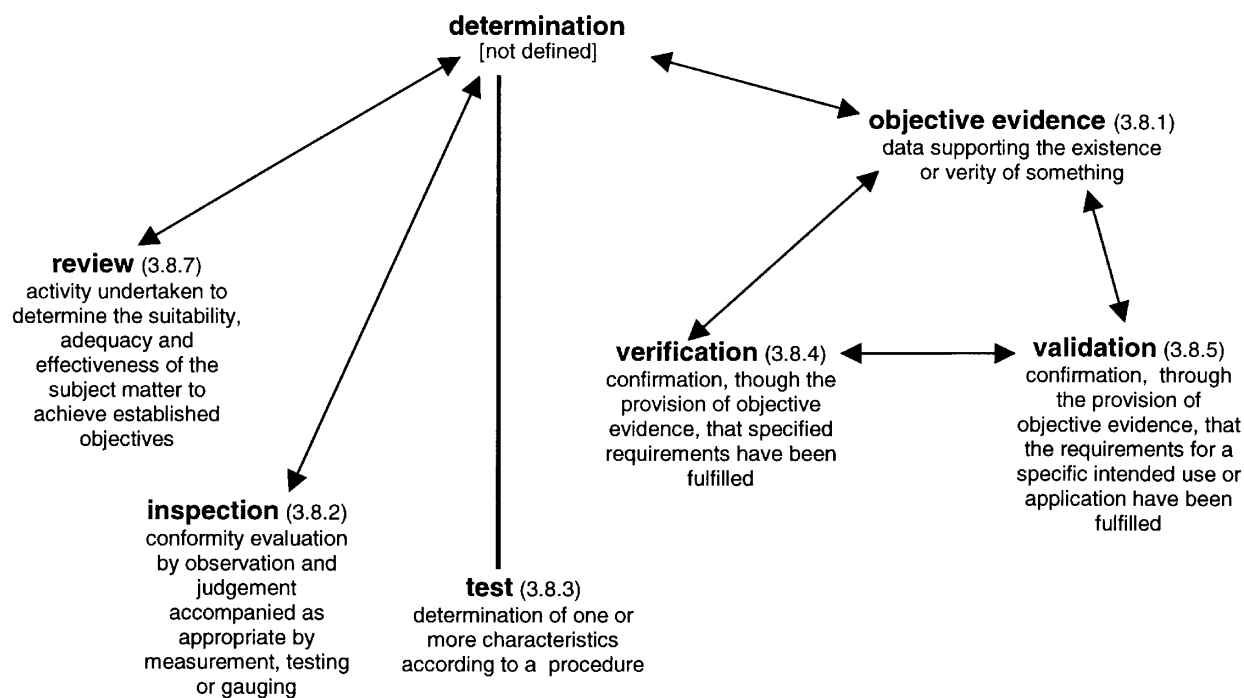 determination
[not defined]
objective evidence (3.8.1)
data supporting the existence
or verity of something
review (3.8.7)
activity undertaken to
determine the suitability,
adequacy and
effectiveness of the
subject matter to
achieve established
objectives
verification (3.8.4)
confirmation, though the
provision of objective
evidence, that specified
requirements have been
fulfilled
validation (3.8.5)
confirmation, through
the provision of
objective evidence, that
the requirements for a
specific intended use or
application have been
fulfilled
inspection (3.8.2)
conformity evaluation
by observation and
judgement
accompanied as
appropriate by
measurement, testing
or gauging
test (3.8.3)
determination of one or
more characteristics
according to a procedure